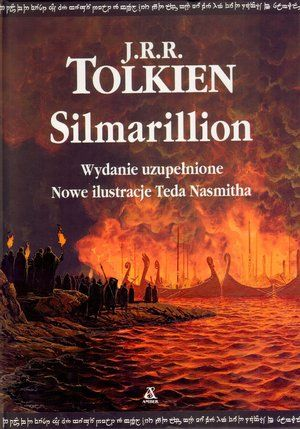 J.R.R.
TOLKIEN
Silmarillion
Wydanie uzupełnione
Nowe ilustracje Teda Nasmitha
AMBER